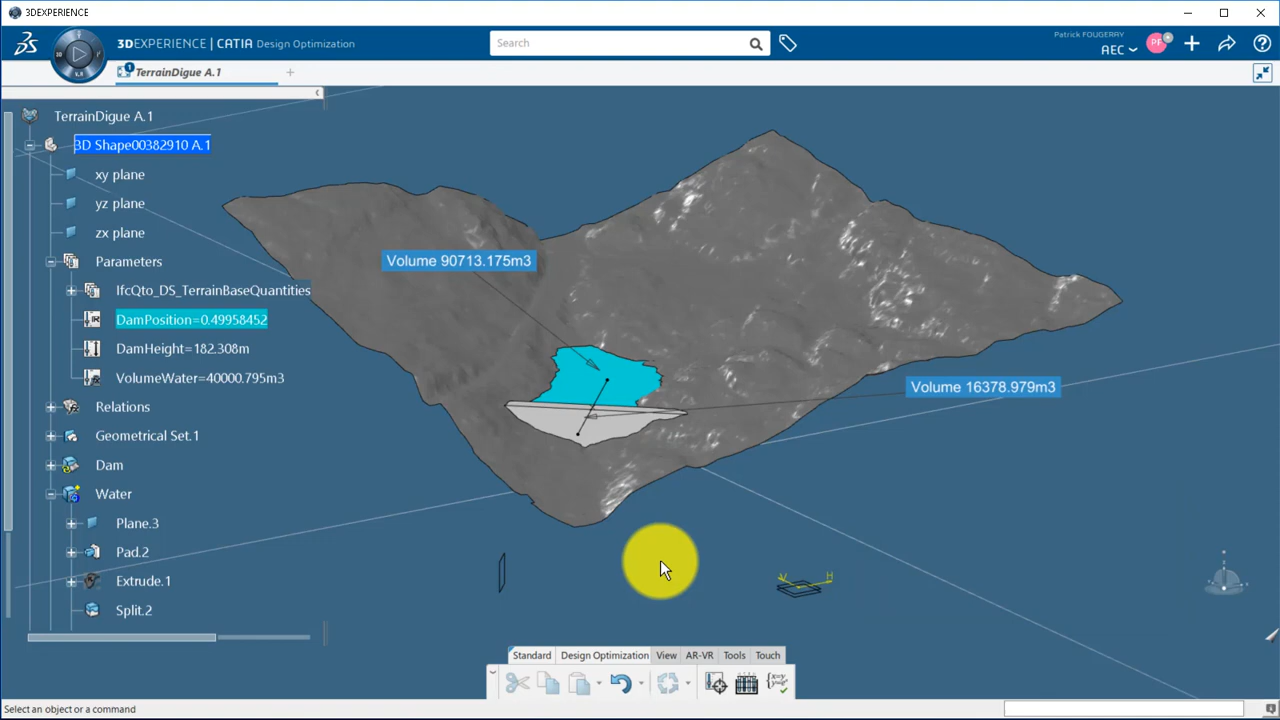 3DEXPERIENCE
3DEXPERIENCE | CATIA Design Optimization
Search
Patrick FOUGERAY
AEC
PF
TerrainDigue A.1
TerrainDigue A.1
3D Shape00382910 A.1
xy plane
yz plane
zx plane
Parameters
IfcQto_DS_TerrainBaseQuantities
DamPosition=0.49958452
DamHeight=182.308m
VolumeWater=40000.795m3
Relations
Geometrical Set.1
Dam
Water
Plane.3
Pad.2
Extrude.1
Split.2
Volume 90713.175m3
Volume 16378.979m3
V
H
Standard
Design Optimization
View
AR-VR
Tools
Touch
Select an object or a command